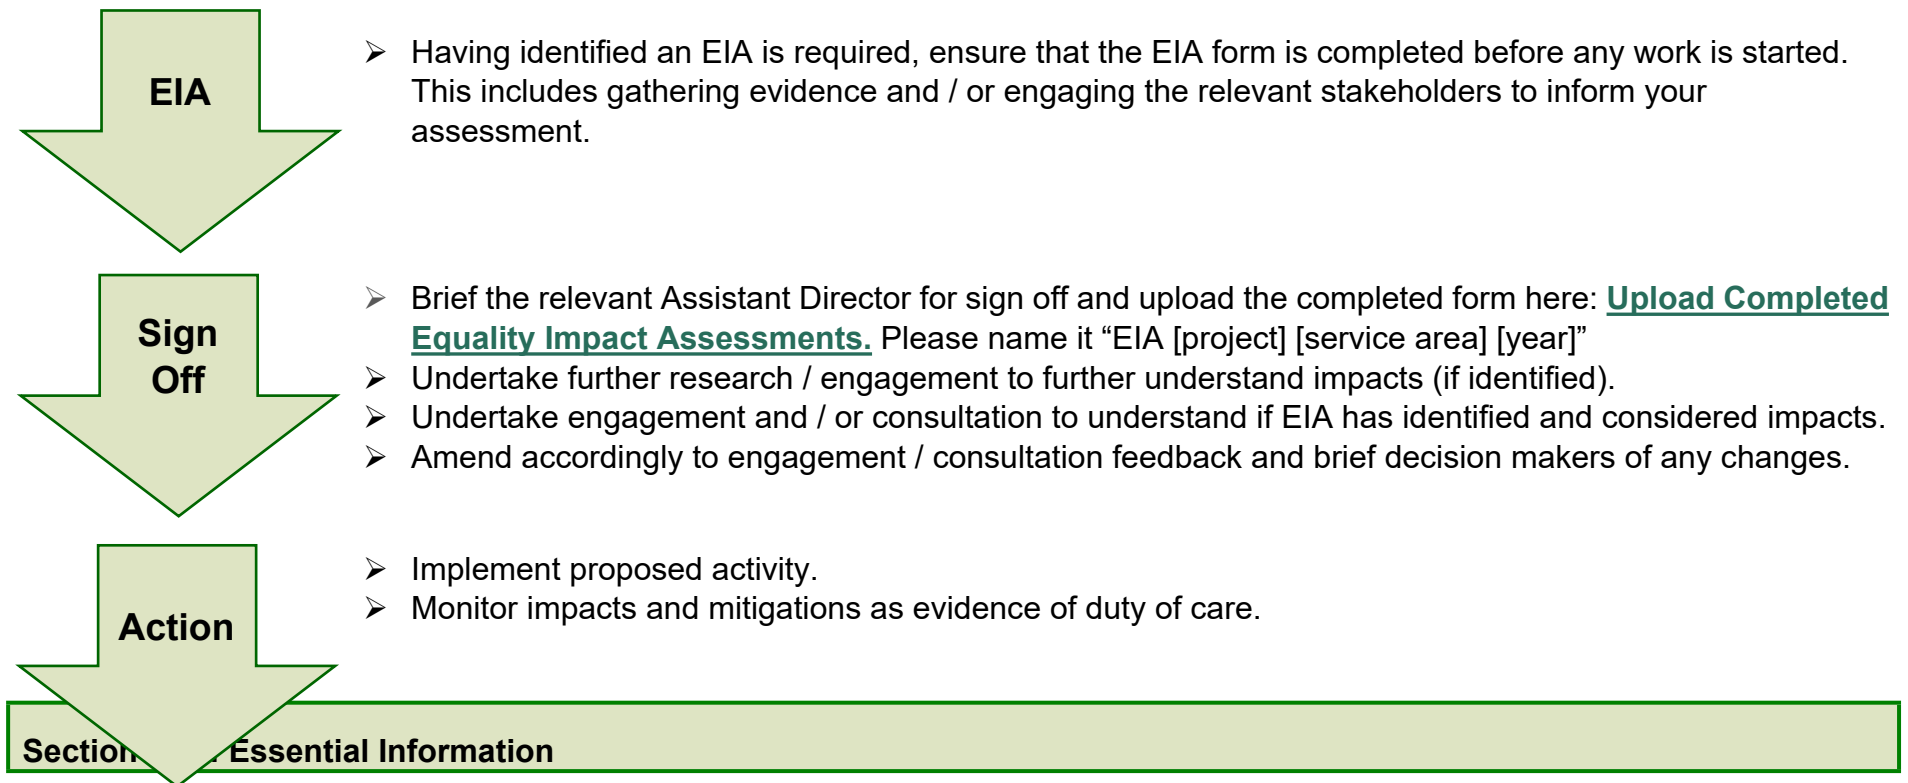 EIA
➢ Having identified an EIA is required, ensure that the EIA form is completed before any work is started.
This includes gathering evidence and / or engaging the relevant stakeholders to inform your
assessment.
Sign
Off
➢ Brief the relevant Assistant Director for sign off and upload the completed form here: Upload Completed
Equality Impact Assessments. Please name it “EIA [project] [service area] [year]”
➢ Undertake further research / engagement to further understand impacts (if identified).
➢ Undertake engagement and / or consultation to understand if EIA has identified and considered impacts.
➢ Amend accordingly to engagement / consultation feedback and brief decision makers of any changes.
Action
➢ Implement proposed activity.
➢ Monitor impacts and mitigations as evidence of duty of care.
Section Essential Information